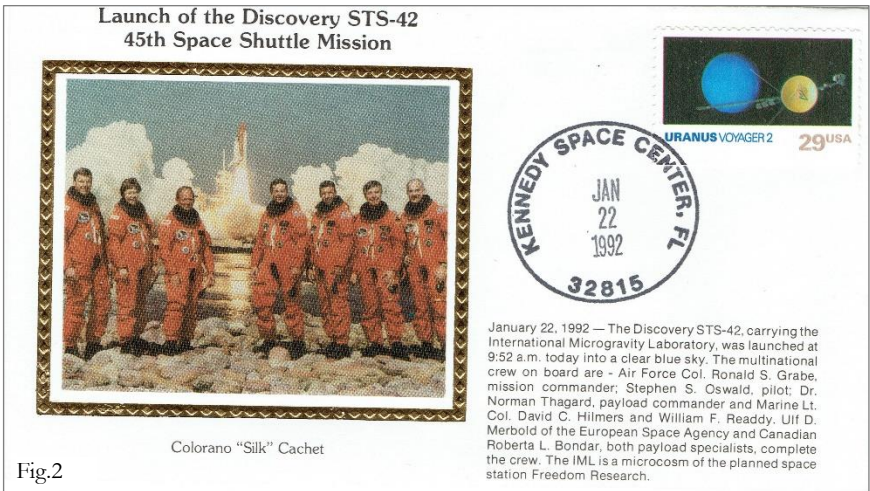 Launch of the Discovery STS-42
45th Space Shuttle Mission
URANUS VOYAGER 2
29USA
KENNEDY SPACE CENTER, FL
JAN
22
1992
32815
January 22, 1992 — The Discovery STS-42, carrying the
International Microgravity Laboratory, was launched at
9:52 a.m. today into a clear blue sky. The multinational
crew on board are - Air Force Col. Ronald S. Grabe,
mission commander; Stephen S. Oswald, pilot; Dr.
Norman Thagard, payload commander and Marine Lt.
Col. David C. Hilmers and William F. Readdy. Ulf D.
Merbold of the European Space Agency and Canadian
Roberta L. Bondar, both payload specialists, complete
the crew. The IML is a microcosm of the planned space
station Freedom Research.
Colorano "Silk" Cachet
Fig.2